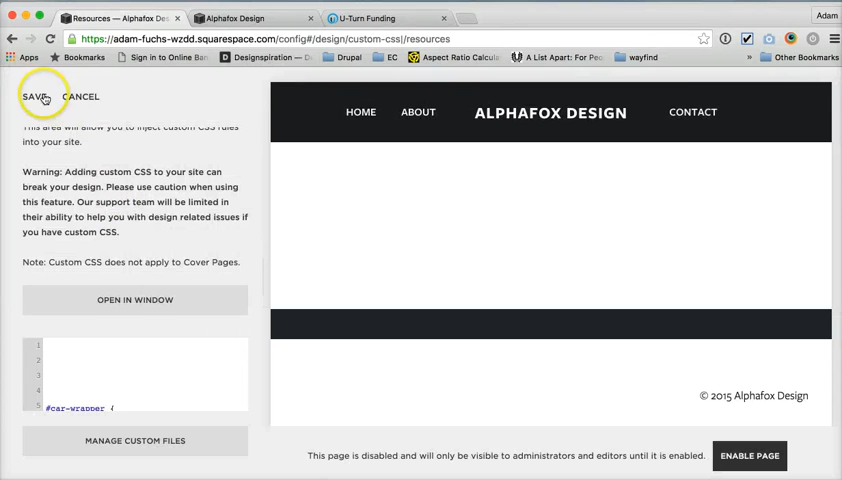 Resources — Alphafox Design
Alphafox Design
U-Turn Funding
Adam
https://adam-fuchs-wzdd.squarespace.com/config#/design/custom-css|/resources
Apps
Bookmarks
Sign in to Online Ban
Designspiration — D
Drupal
EC
Aspect Ratio Calcula
A List Apart: For Peo
wayfind
»
Other Bookmarks
SAVE
CANCEL
This area will allow you to inject custom CSS rules
into your site.
Warning: Adding custom CSS to your site can
break your design. Please use caution when using
this feature. Our support team will be limited in
their ability to help you with design related issues if
you have custom CSS.
Note: Custom CSS does not apply to Cover Pages.
OPEN IN WINDOW
1
2
3
4
5 #car-wrapper {
MANAGE CUSTOM FILES
HOME
ABOUT
ALPHAFOX DESIGN
CONTACT
© 2015 Alphafox Design
This page is disabled and will only be visible to administrators and editors until it is enabled.
ENABLE PAGE